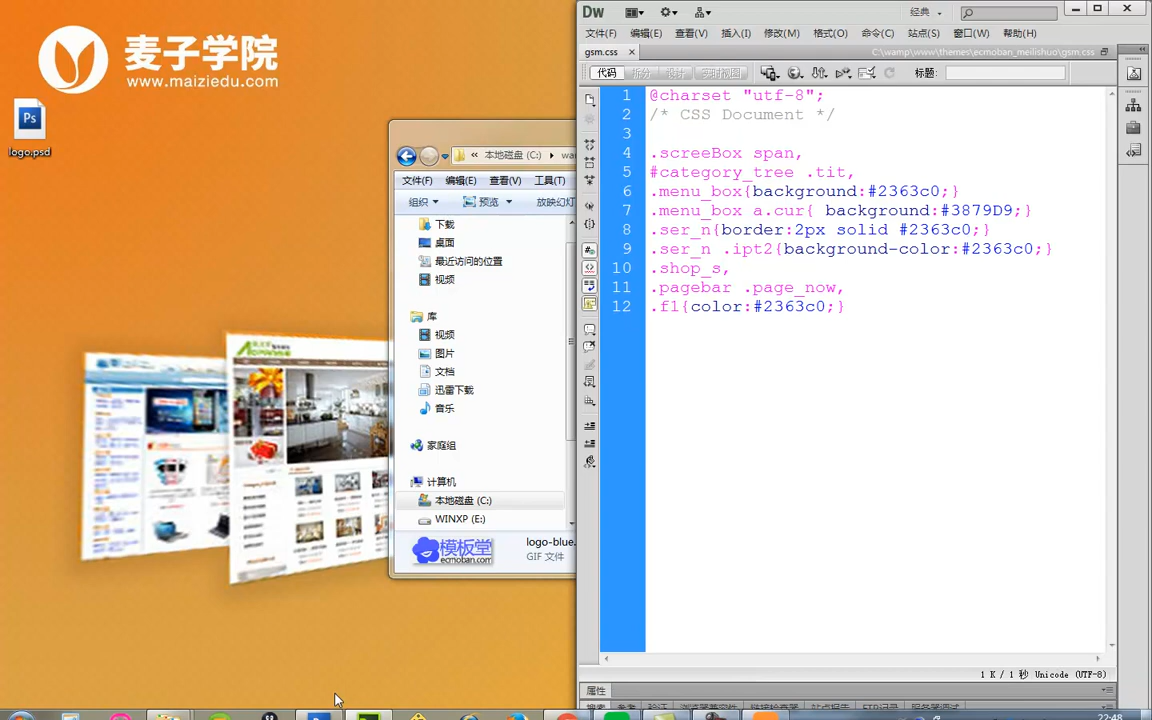 麦子学院
www.maiziedu.com
Ps
logo.psd
« 本地磁盘 (C:) ▸
文件(F) 编辑(E) 查看(V) 工具(T)
组织 预览 放映幻灯
下载
桌面
最近访问的位置
视频
库
视频
图片
文档
迅雷下载
音乐
家庭组
计算机
本地磁盘 (C:)
WINXP (E:)
模板堂
ecmoban.com
logo-blue.
GIF 文件
Dw
经典
文件(F) 编辑(E) 查看(V) 插入(I) 修改(M) 格式(O) 命令(C) 站点(S) 窗口(W) 帮助(H)
gsm.css
C:\wamp\www\themes\ecmoban_meilishuo\gsm.css
代码 拆分 设计 实时视图 标题:
1 @charset "utf-8";
2 /* CSS Document */
3
4 .screeBox span,
5 #category_tree .tit,
6 .menu_box{background:#2363c0;}
7 .menu_box a.cur{ background:#3879D9;}
8 .ser_n{border:2px solid #2363c0;}
9 .ser_n .ipt2{background-color:#2363c0;}
10 .shop_s,
11 .pagebar .page_now,
12 .f1{color:#2363c0;}
1 K / 1 秒 Unicode (UTF-8)
属性
22:48